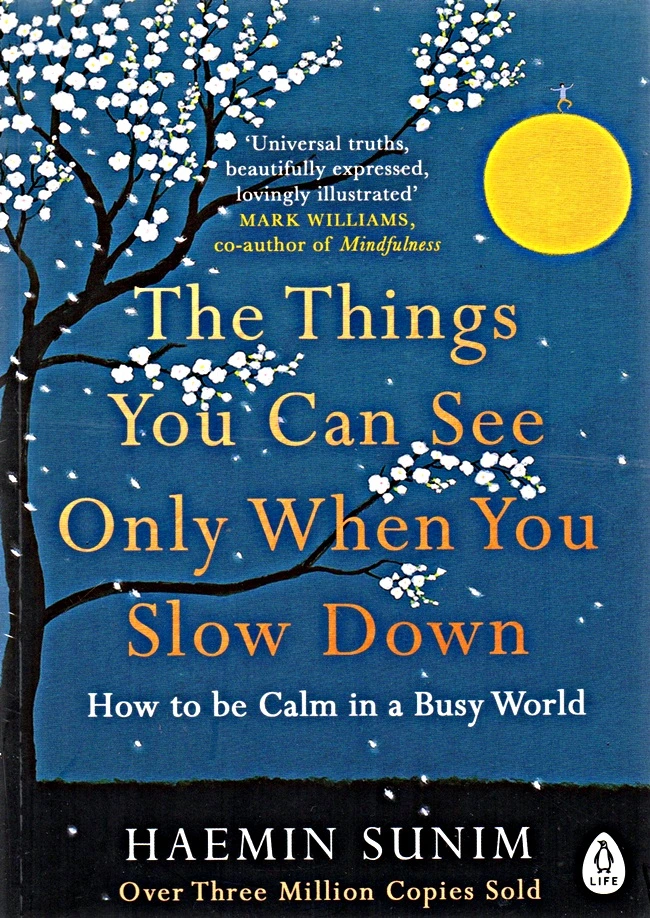 ‘Universal truths,
beautifully expressed,
lovingly illustrated’
MARK WILLIAMS,
co-author of Mindfulness
The Things
You Can See
Only When You
Slow Down
How to be Calm in a Busy World
HAEMIN SUNIM
Over Three Million Copies Sold
LIFE